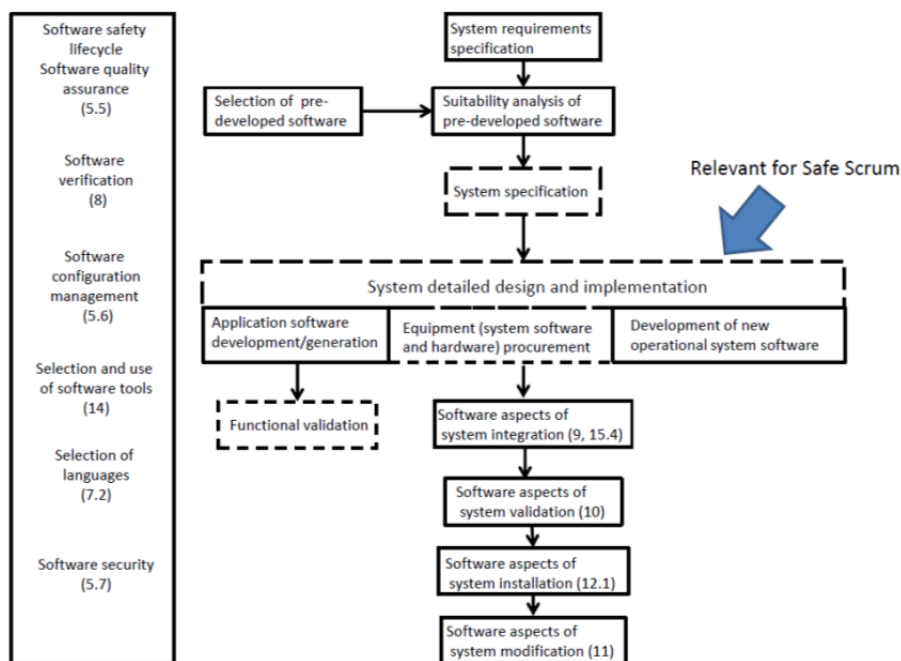 Software safety
lifecycle
Software quality
assurance
(5.5)
Software
verification
(8)
Software
configuration
management
(5.6)
Selection and use
of software tools
(14)
Selection of
languages
(7.2)
Software security
(5.7)
System requirements
specification
Selection of pre-
developed software
Suitability analysis of
pre-developed software
System specification
Relevant for Safe Scrum
System detailed design and implementation
Application software
development/generation
Equipment (system software
and hardware) procurement
Development of new
operational system software
Functional validation
Software aspects of
system integration (9, 15.4)
Software aspects of
system validation (10)
Software aspects of
system installation (12.1)
Software aspects of
system modification (11)